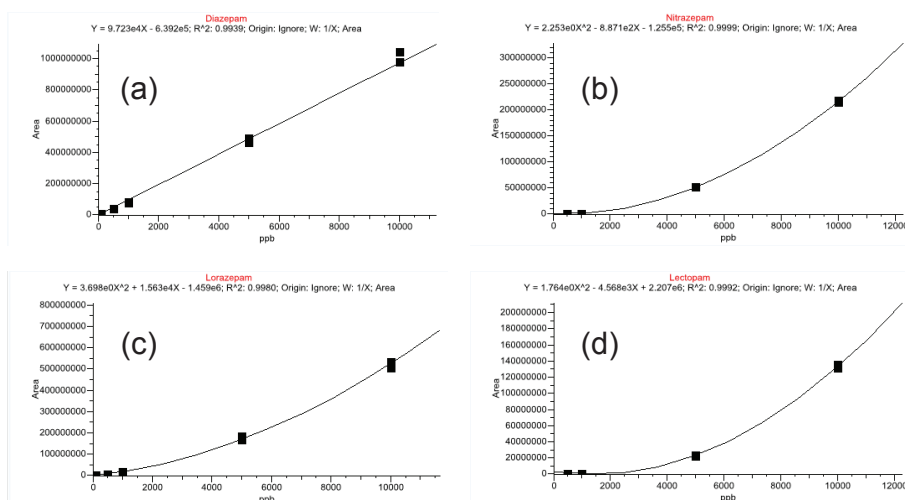 Diazepam
Y = 9.723e4X - 6.392e5; R^2: 0.9939; Origin: Ignore; W: 1/X; Area
(a)
Area
1000000000
800000000
600000000
400000000
200000000
0
0 2000 4000 6000 8000 10000
ppb
Nitrazepam
Y = 2.253e0X^2 - 8.871e2X - 1.255e5; R^2: 0.9999; Origin: Ignore; W: 1/X; Area
(b)
Area
300000000
250000000
200000000
150000000
100000000
50000000
0
0 2000 4000 6000 8000 10000 12000
ppb
Lorazepam
Y = 3.698e0X^2 + 1.563e4X - 1.459e6; R^2: 0.9980; Origin: Ignore; W: 1/X; Area
(c)
Area
800000000
700000000
600000000
500000000
400000000
300000000
200000000
100000000
0
0 2000 4000 6000 8000 10000
ppb
Lectopam
Y = 1.764e0X^2 - 4.568e3X + 2.207e6; R^2: 0.9992; Origin: Ignore; W: 1/X; Area
(d)
Area
200000000
180000000
160000000
140000000
120000000
100000000
80000000
60000000
40000000
20000000
0
0 2000 4000 6000 8000 10000 12000
ppb